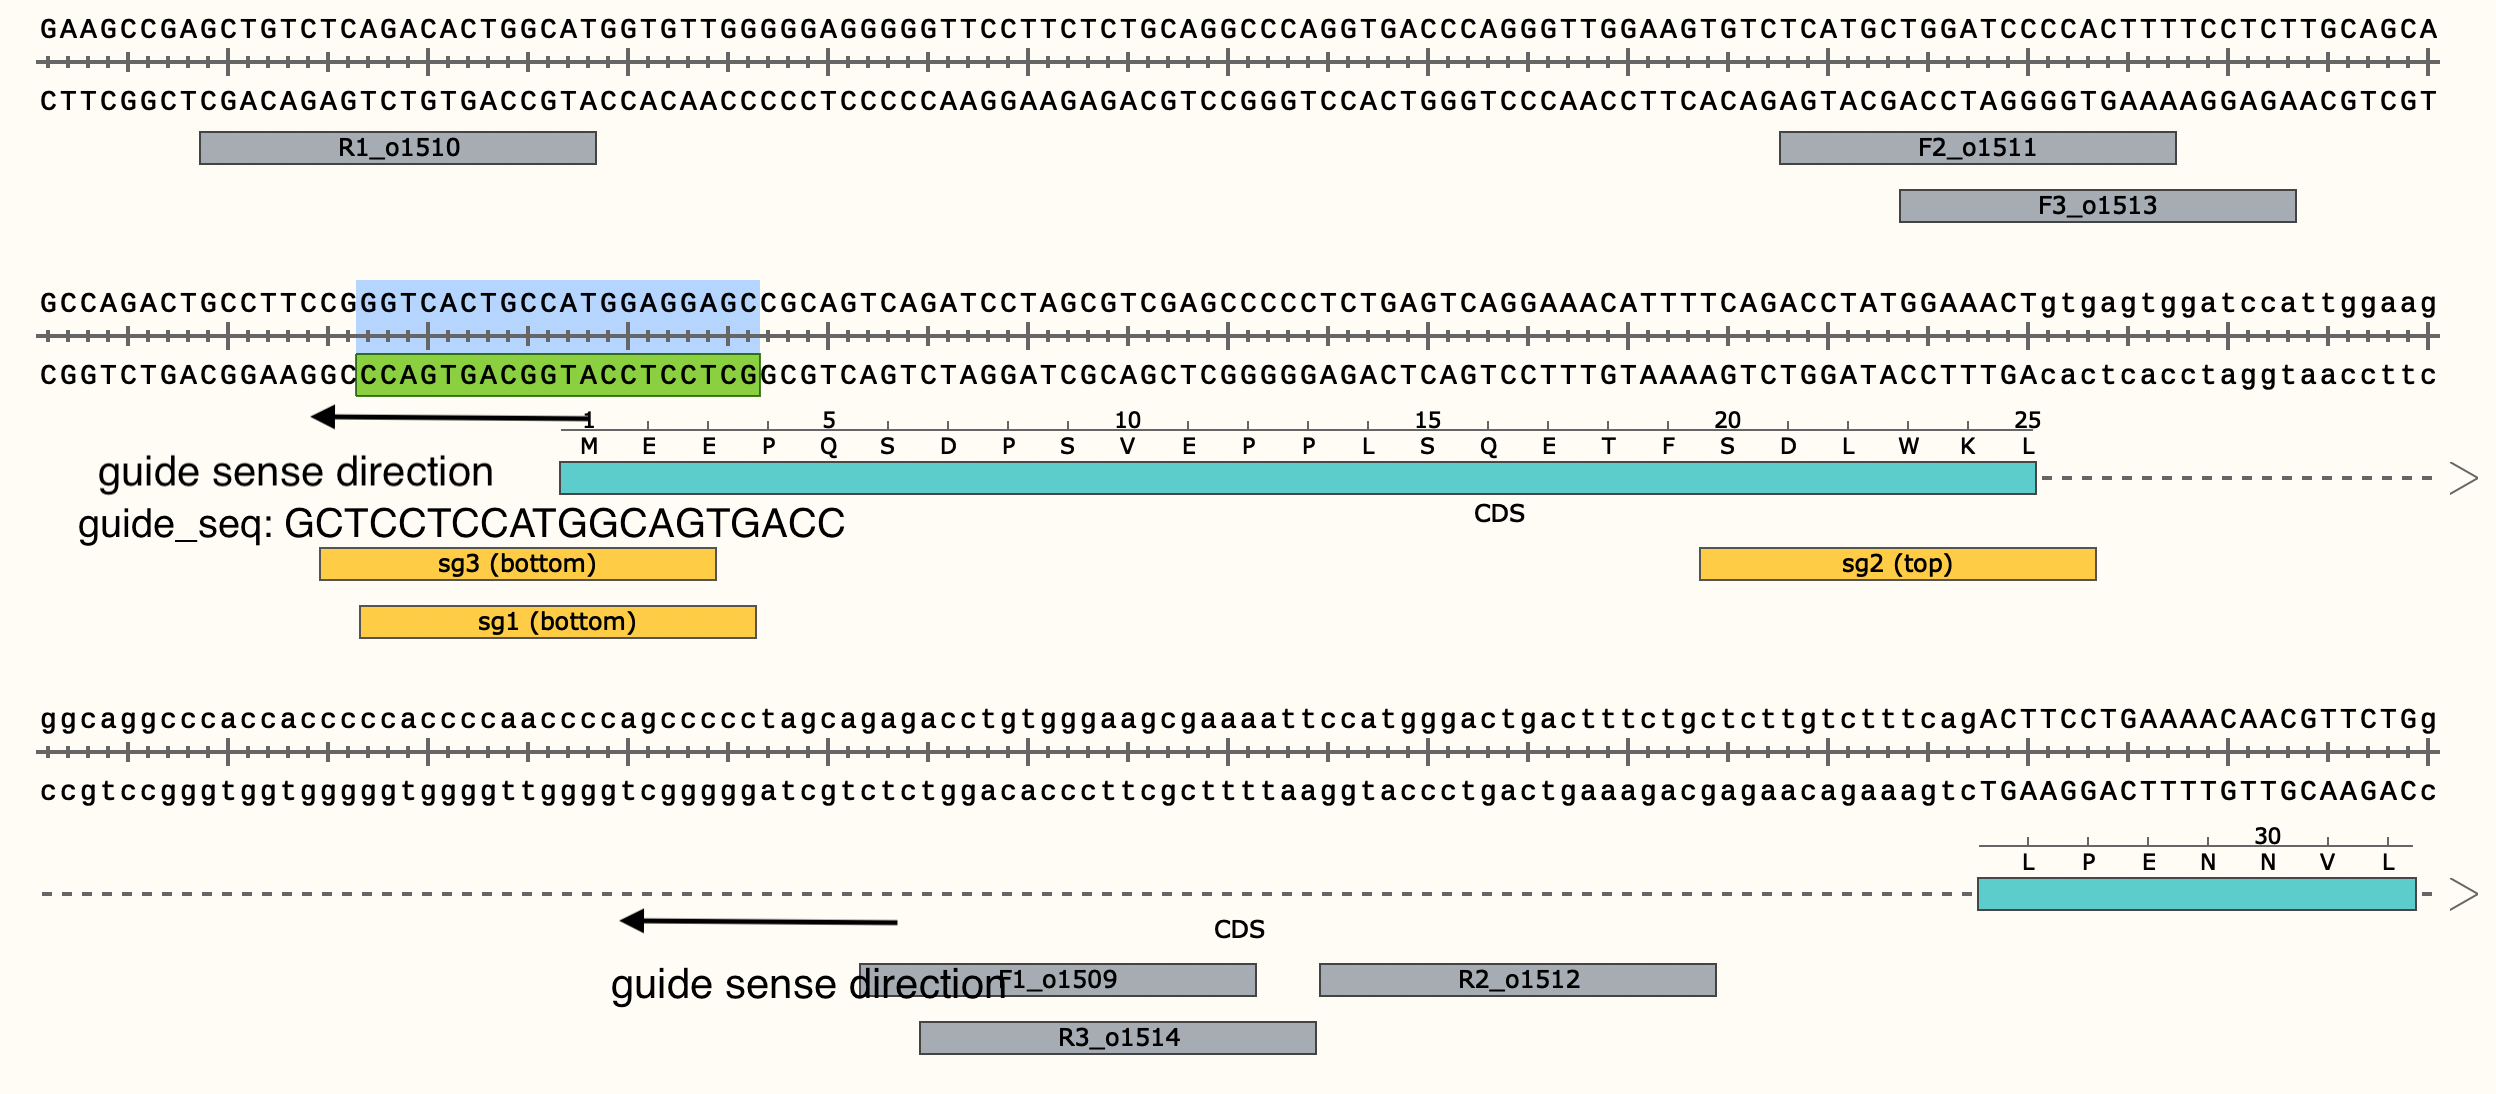 GAAGCCGAGCTGTCTCAGACACTGGCATGGTGTTGGGGGAGGGGGTTCCTTCTCTGCAGGCCCAGGTGACCCAGGGTTGGAAGTGTCTCATGCTGGATCCCCACTTTTCCTCTTGCAGCA
CTTCGGCTCGACAGAGTCTGTGACCGTACCACAACCCCCTCCCCCAAGGAAGAGACGTCCGGGTCCACTGGGTCCCAACCTTCACAGAGTACGACCTAGGGGTGAAAAGGAGAACGTCGT
R1_o1510 F2_o1511
F3_o1513
GCCAGACTGCCTTCCGGGTCACTGCCATGGAGGAGCCGCAGTCAGATCCTAGCGTCGAGCCCCCTCTGAGTCAGGAAACATTTTCAGACCTATGGAAACTgtgagtggatccattggaag
CGGTCTGACGGAAGGCCCAGTGACGGTACCTCCTCGGCGTCAGTCTAGGATCGCAGCTCGGGGGAGACTCAGTCCTTTGTAAAAGTCTGGATACCTTTGAcactcacctaggtaaccttc
1 5 10 15 20 25
M E E P Q S D P S V E P P L S Q E T F S D L W K L
guide sense direction
CDS
guide_seq: GCTCCTCCATGGCAGTGACC
sg3 (bottom) sg2 (top)
sg1 (bottom)
ggcaggcccaccacccccaccccaaccccagccccctagcagagacctgtgggaagcgaaaattccatgggactgactttctgctcttgtctttcagACTTCCTGAAAACAACGTTCTGg
ccgtccgggtggtgggggtggggttggggtcgggggatcgtctctggacacccttcgcttttaaggtaccctgactgaaagacgagaacagaaagtcTGAAGGACTTTTGTTGCAAGACc
30
L P E N N V L
CDS
guide sense direction
F1_o1509 R2_o1512
R3_o1514